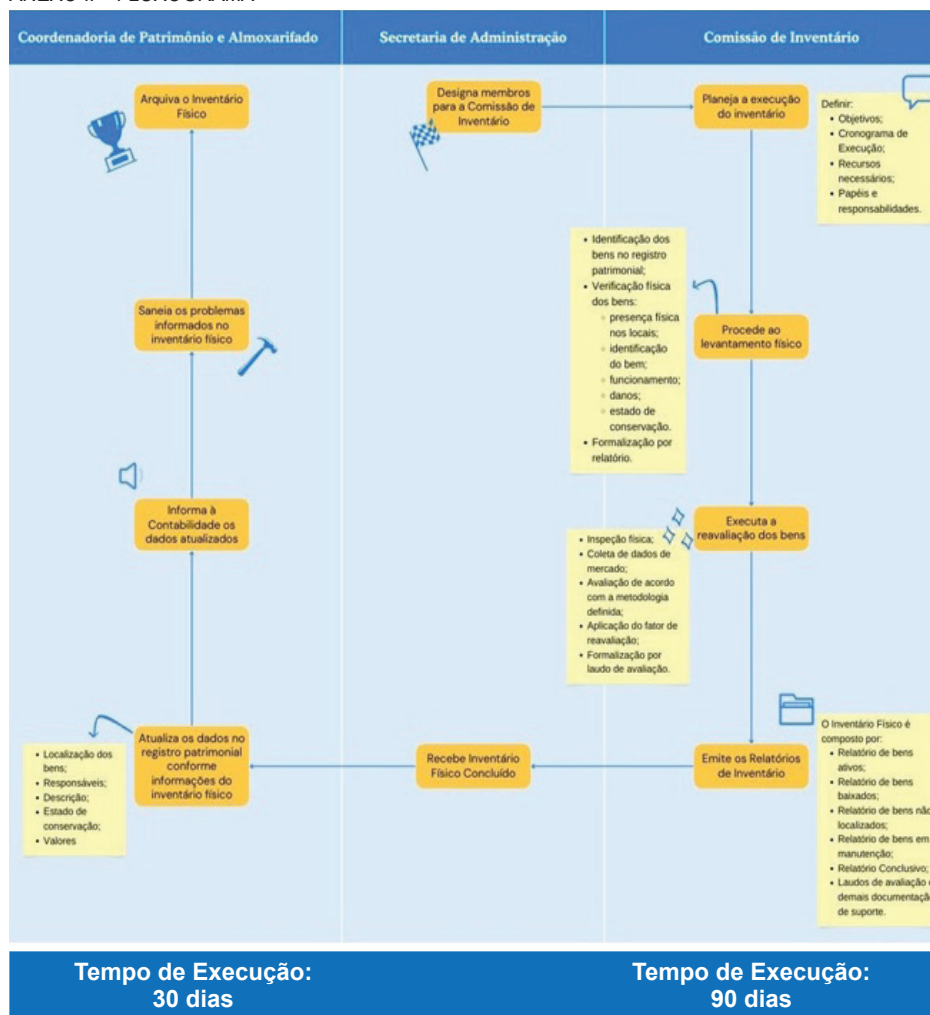 Coordenadoria de Patrimônio e Almoxarifado
Secretaria de Administração
Comissão de Inventário
Arquiva o Inventário
Físico
Designa membros
para a Comissão de
Inventário
Planeja a execução
do inventário
Definir:
• Objetivos;
• Cronograma de
Execução;
• Recursos
necessários;
• Papéis e
responsabilidades.
• Identificação dos
bens no registro
patrimonial;
• Verificação física
dos bens:
◦ presença física
nos locais;
◦ identificação
do bem;
◦ funcionamento;
◦ danos;
◦ estado de
conservação.
• Formalização por
relatório.
Procede ao
levantamento físico
Saneia os problemas
informados no
inventário físico
Informa à
Contabilidade os
dados atualizados
Executa a
reavaliação dos bens
• Inspeção física;
• Coleta de dados de
mercado;
• Avaliação de acordo
com a metodologia
definida;
• Aplicação do fator de
reavaliação;
• Formalização por
laudo de avaliação.
Atualiza os dados no
registro patrimonial
conforme
informações do
inventário físico
• Localização dos
bens;
• Responsáveis;
• Descrição;
• Estado de
conservação;
• Valores
Recebe Inventário
Físico Concluído
Emite os Relatórios
de Inventário
O Inventário Físico é
composto por:
• Relatório de bens
ativos;
• Relatório de bens
baixados;
• Relatório de bens não
localizados;
• Relatório de bens em
manutenção;
• Relatório Conclusivo;
• Laudos de avaliação
demais documentaçã
de suporte.
Tempo de Execução:
30 dias
Tempo de Execução:
90 dias